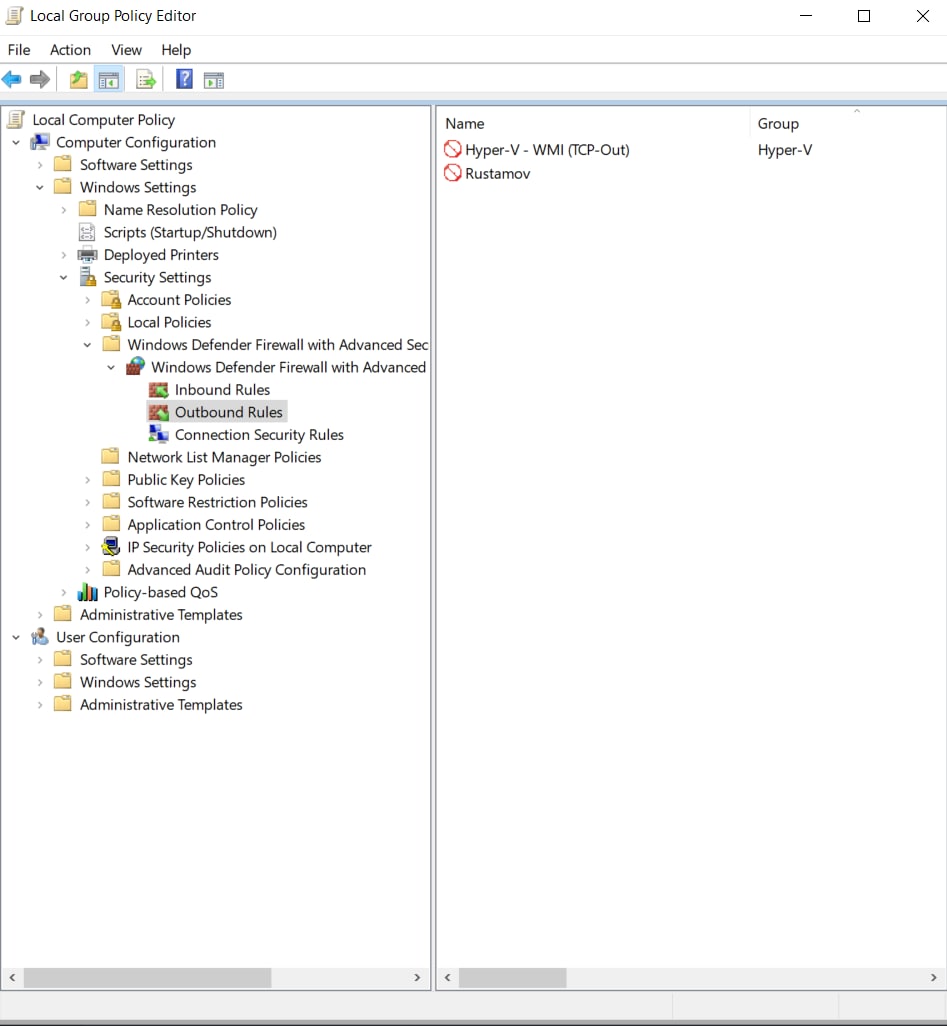 Local Group Policy Editor
File Action View Help
Local Computer Policy
Computer Configuration
Software Settings
Windows Settings
Name Resolution Policy
Scripts (Startup/Shutdown)
Deployed Printers
Security Settings
Account Policies
Local Policies
Windows Defender Firewall with Advanced Sec
Windows Defender Firewall with Advanced
Inbound Rules
Outbound Rules
Connection Security Rules
Network List Manager Policies
Public Key Policies
Software Restriction Policies
Application Control Policies
IP Security Policies on Local Computer
Advanced Audit Policy Configuration
Policy-based QoS
Administrative Templates
User Configuration
Software Settings
Windows Settings
Administrative Templates
Name Group
Hyper-V - WMI (TCP-Out) Hyper-V
Rustamov